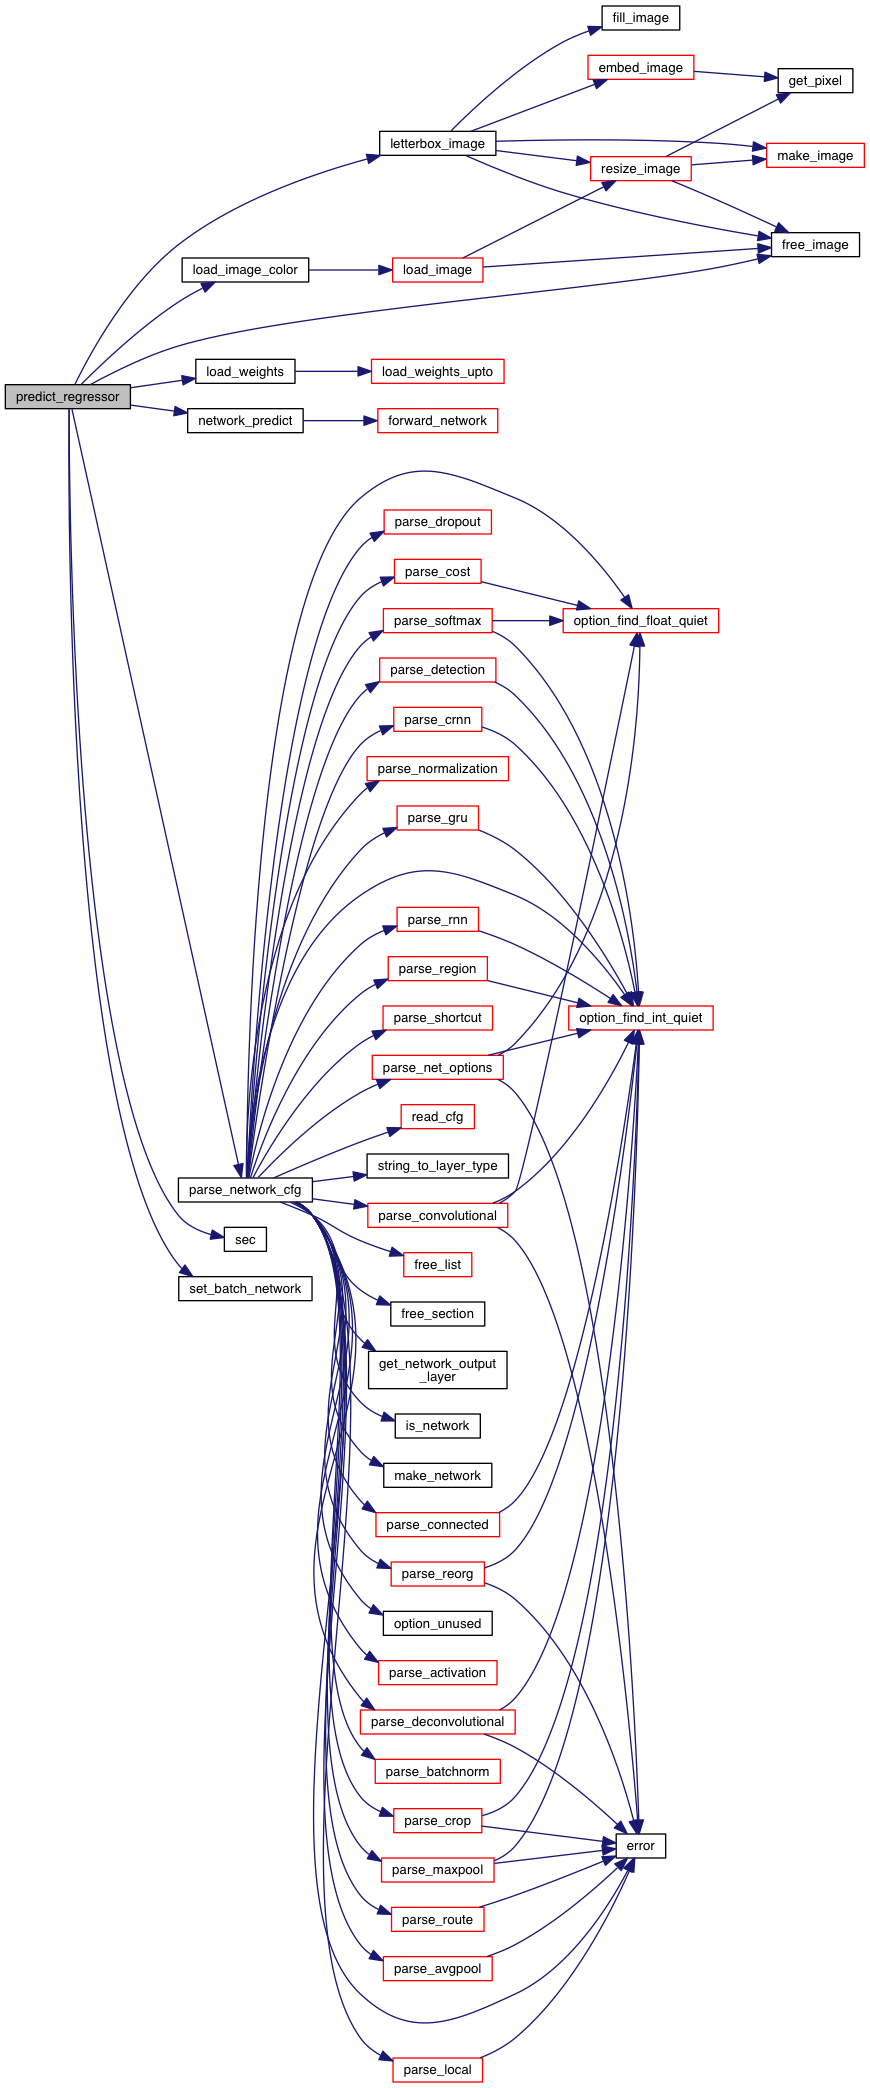 fill_image
embed_image
get_pixel
letterbox_image
make_image
resize_image
free_image
load_image_color
load_image
load_weights
load_weights_upto
predict_regressor
network_predict
forward_network
parse_dropout
parse_cost
parse_softmax
option_find_float_quiet
parse_detection
parse_crnn
parse_normalization
parse_gru
parse_rnn
parse_region
parse_shortcut
option_find_int_quiet
parse_net_options
read_cfg
string_to_layer_type
parse_network_cfg
parse_convolutional
sec
free_list
set_batch_network
free_section
get_network_output
_layer
is_network
make_network
parse_connected
parse_reorg
option_unused
parse_activation
parse_deconvolutional
parse_batchnorm
parse_crop
error
parse_maxpool
parse_route
parse_avgpool
parse_local